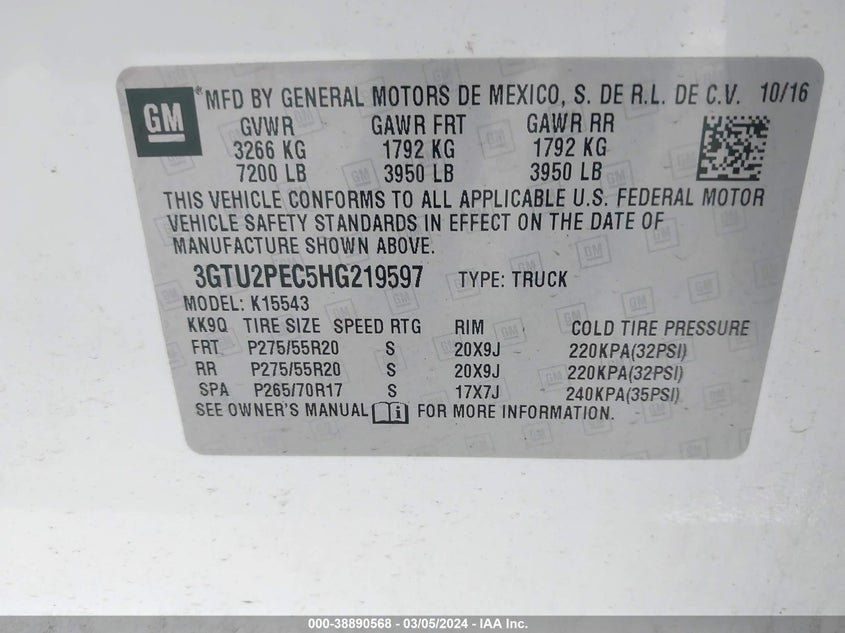 GM ® MFD BY GENERAL MOTORS DE MEXICO, S. DE R.L. DE C.V. 10/16
GVWR GAWR FRT GAWR RR
3266 KG 1792 KG 1792 KG
7200 LB 3950 LB 3950 LB
THIS VEHICLE CONFORMS TO ALL APPLICABLE U.S. FEDERAL MOTOR
VEHICLE SAFETY STANDARDS IN EFFECT ON THE DATE OF
MANUFACTURE SHOWN ABOVE.
3GTU2PEC5HG219597 TYPE: TRUCK
MODEL: K15543
KK9Q TIRE SIZE SPEED RTG RIM COLD TIRE PRESSURE
FRT P275/55R20 S 20X9J 220KPA(32PSI)
RR P275/55R20 S 20X9J 220KPA(32PSI)
SPA P265/70R17 S 17X7J 240KPA(35PSI)
SEE OWNER'S MANUAL FOR MORE INFORMATION.
000-38890568 - 03/05/2024 - IAA Inc.